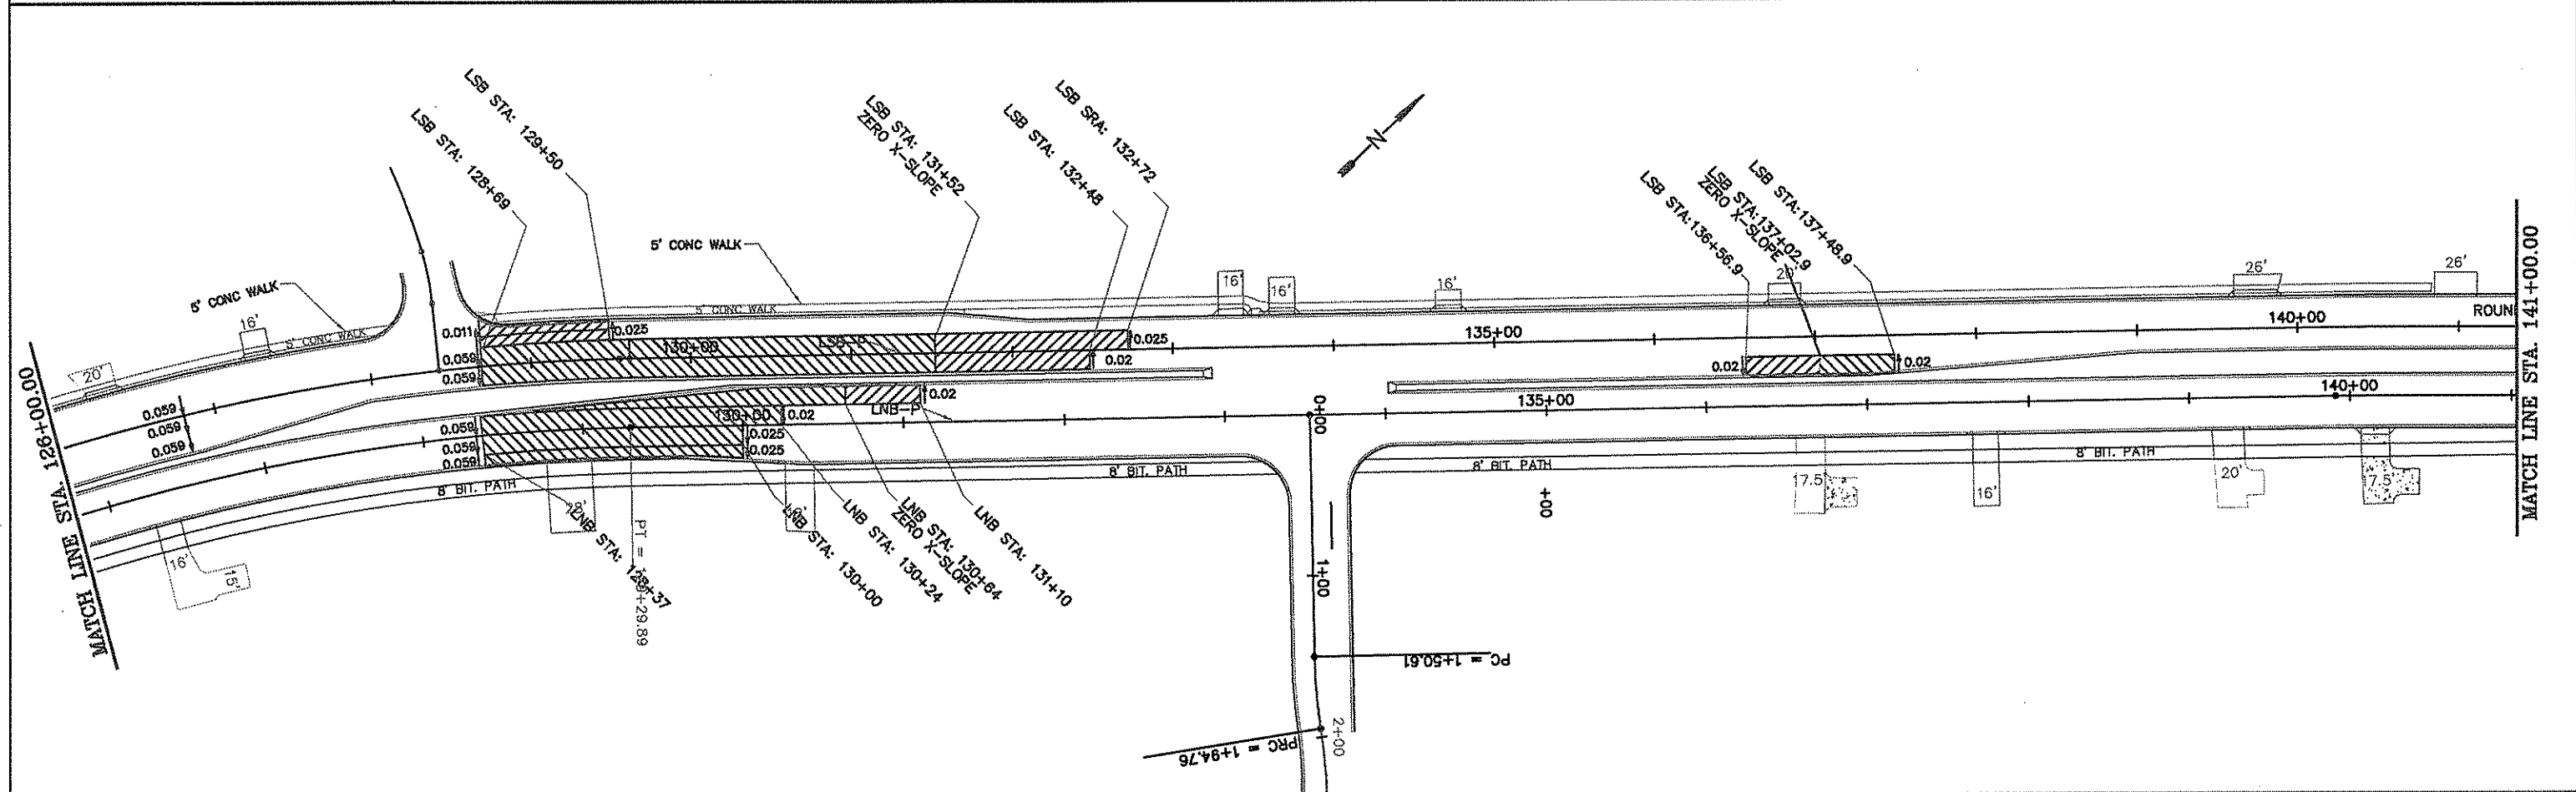 LSB STA: 128+69
LSB STA: 129+50
LSB STA: 131+52
ZERO X-SLOPE
LSB STA: 132+48
LSB SRA: 132+72
N
LSB STA:136+56.9
LSB STA:137+02.9
ZERO X-SLOPE
LSB STA:137+48.9
5' CONC WALK
5' CONC WALK
5' CONC WALK
5' CONC WALK
20'
16'
16'
16'
16'
20'
26'
26'
0.011
0.025
0.059
0.059
130+00
0.025
0.02
135+00
0.02
0.02
140+00
ROUN
0.059
0.059
0.059
0.059
0.059
0.059
130+00
0.02
0.025
0.025
0.02
LNB-P
135+00
140+00
8' BIT. PATH
8' BIT. PATH
8' BIT. PATH
8' BIT. PATH
16'
15'
17.5'
16'
20'
7.5'
LNB STA: 128+37
LNB STA: 130+00
LNB STA: 130+24
LNB STA: 130+64
ZERO X-SLOPE
LNB STA: 131+10
0+00
1+00
2+00
+00
PC = 1+50.61
PRC = 1+94.76
MATCH LINE STA. 126+00.00
MATCH LINE STA. 141+00.00